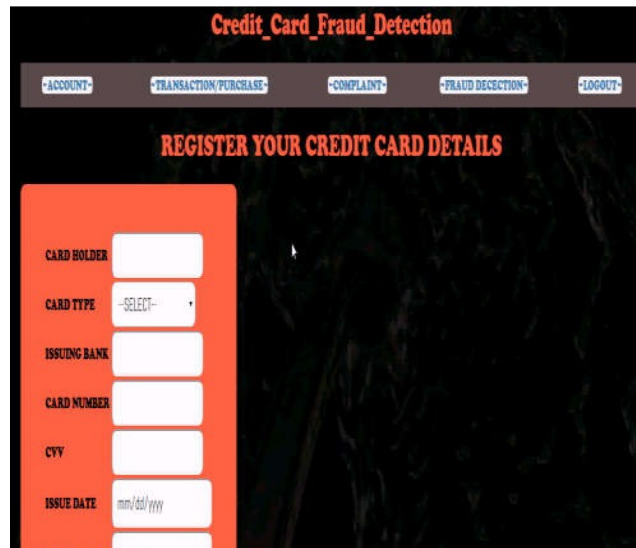 Credit_Card_Fraud_Detection
-ACCOUNT- -TRANSACTION/PURCHASE- -COMPLAINT- -FRAUD DECECTION- -LOGOUT-
REGISTER YOUR CREDIT CARD DETAILS
CARD HOLDER
CARD TYPE --SELECT--
ISSUING BANK
CARD NUMBER
CVV
ISSUE DATE mm/dd/yyyy